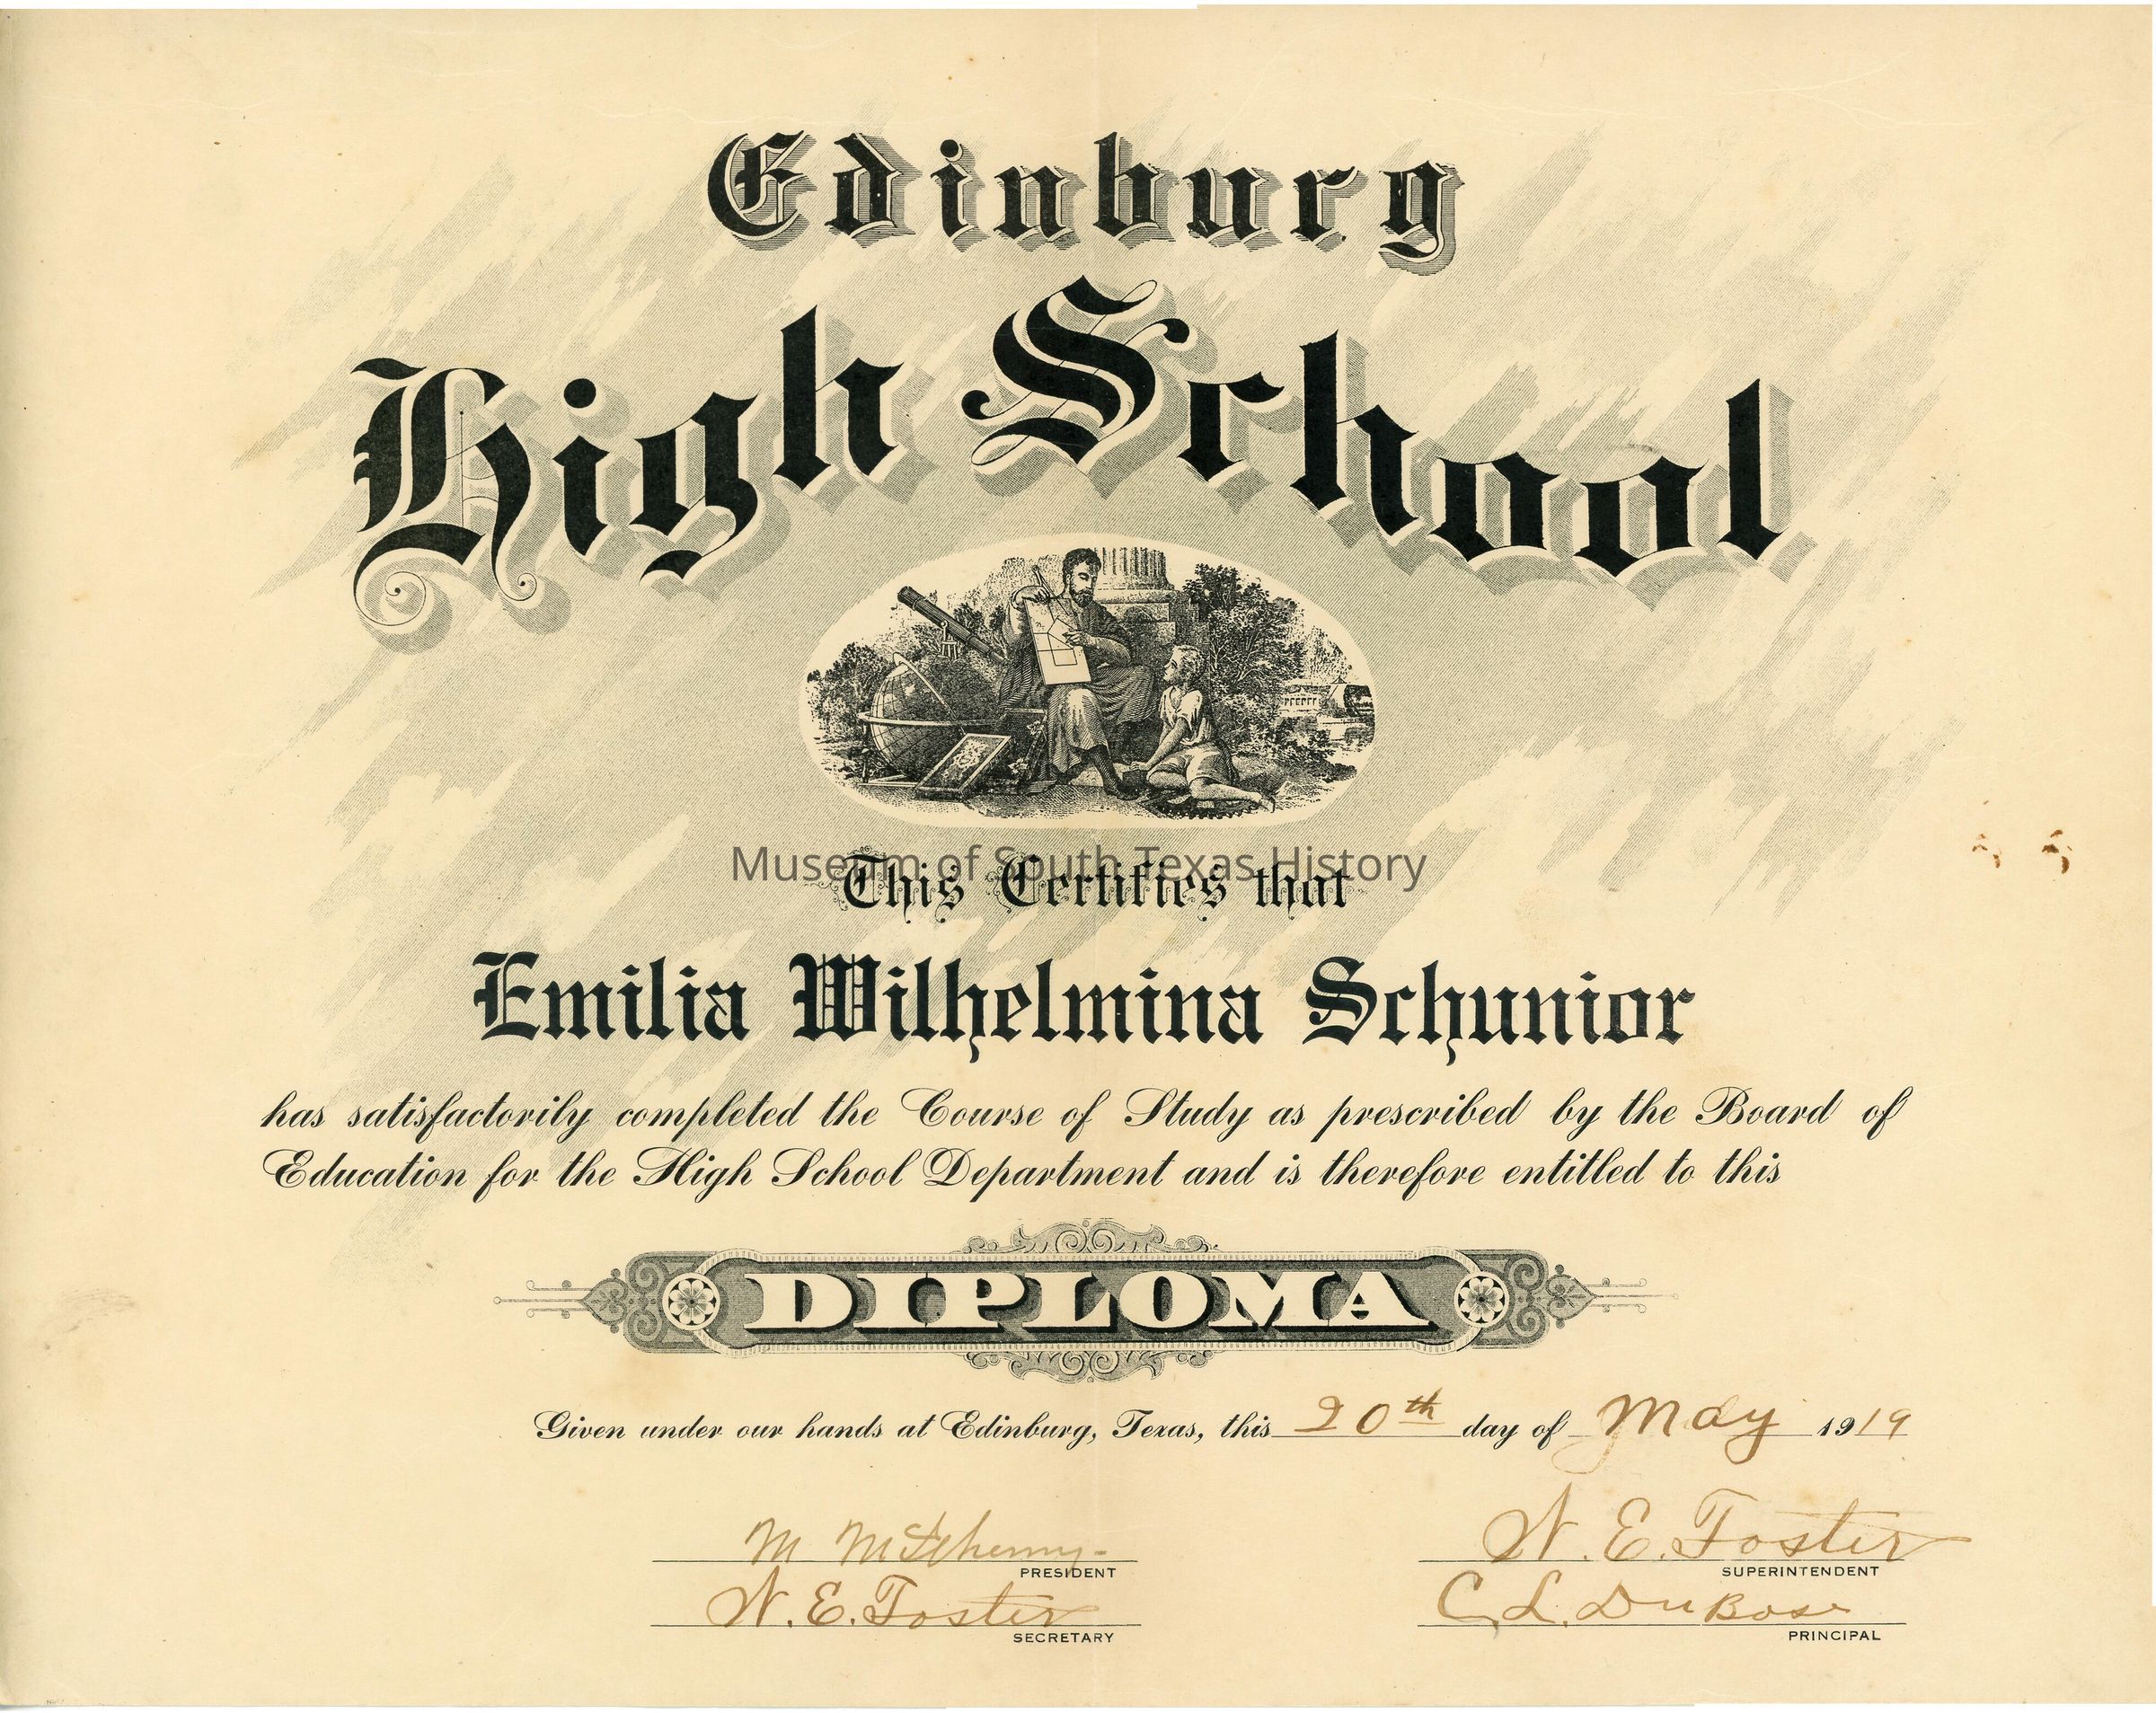 Edinburg
High School
Museum of South Texas History
This Certifies that
Emilia Wilhelmina Schunior
has satisfactorily completed the Course of Study as prescribed by the Board of
Education for the High School Department and is therefore entitled to this
DIPLOMA
Given under our hands at Edinburg, Texas, this 20th day of May 1919
M
PRESIDENT
W. E. Foster
SUPERINTENDENT
W. E. Foster
SECRETARY
C. L. DuBose
PRINCIPAL